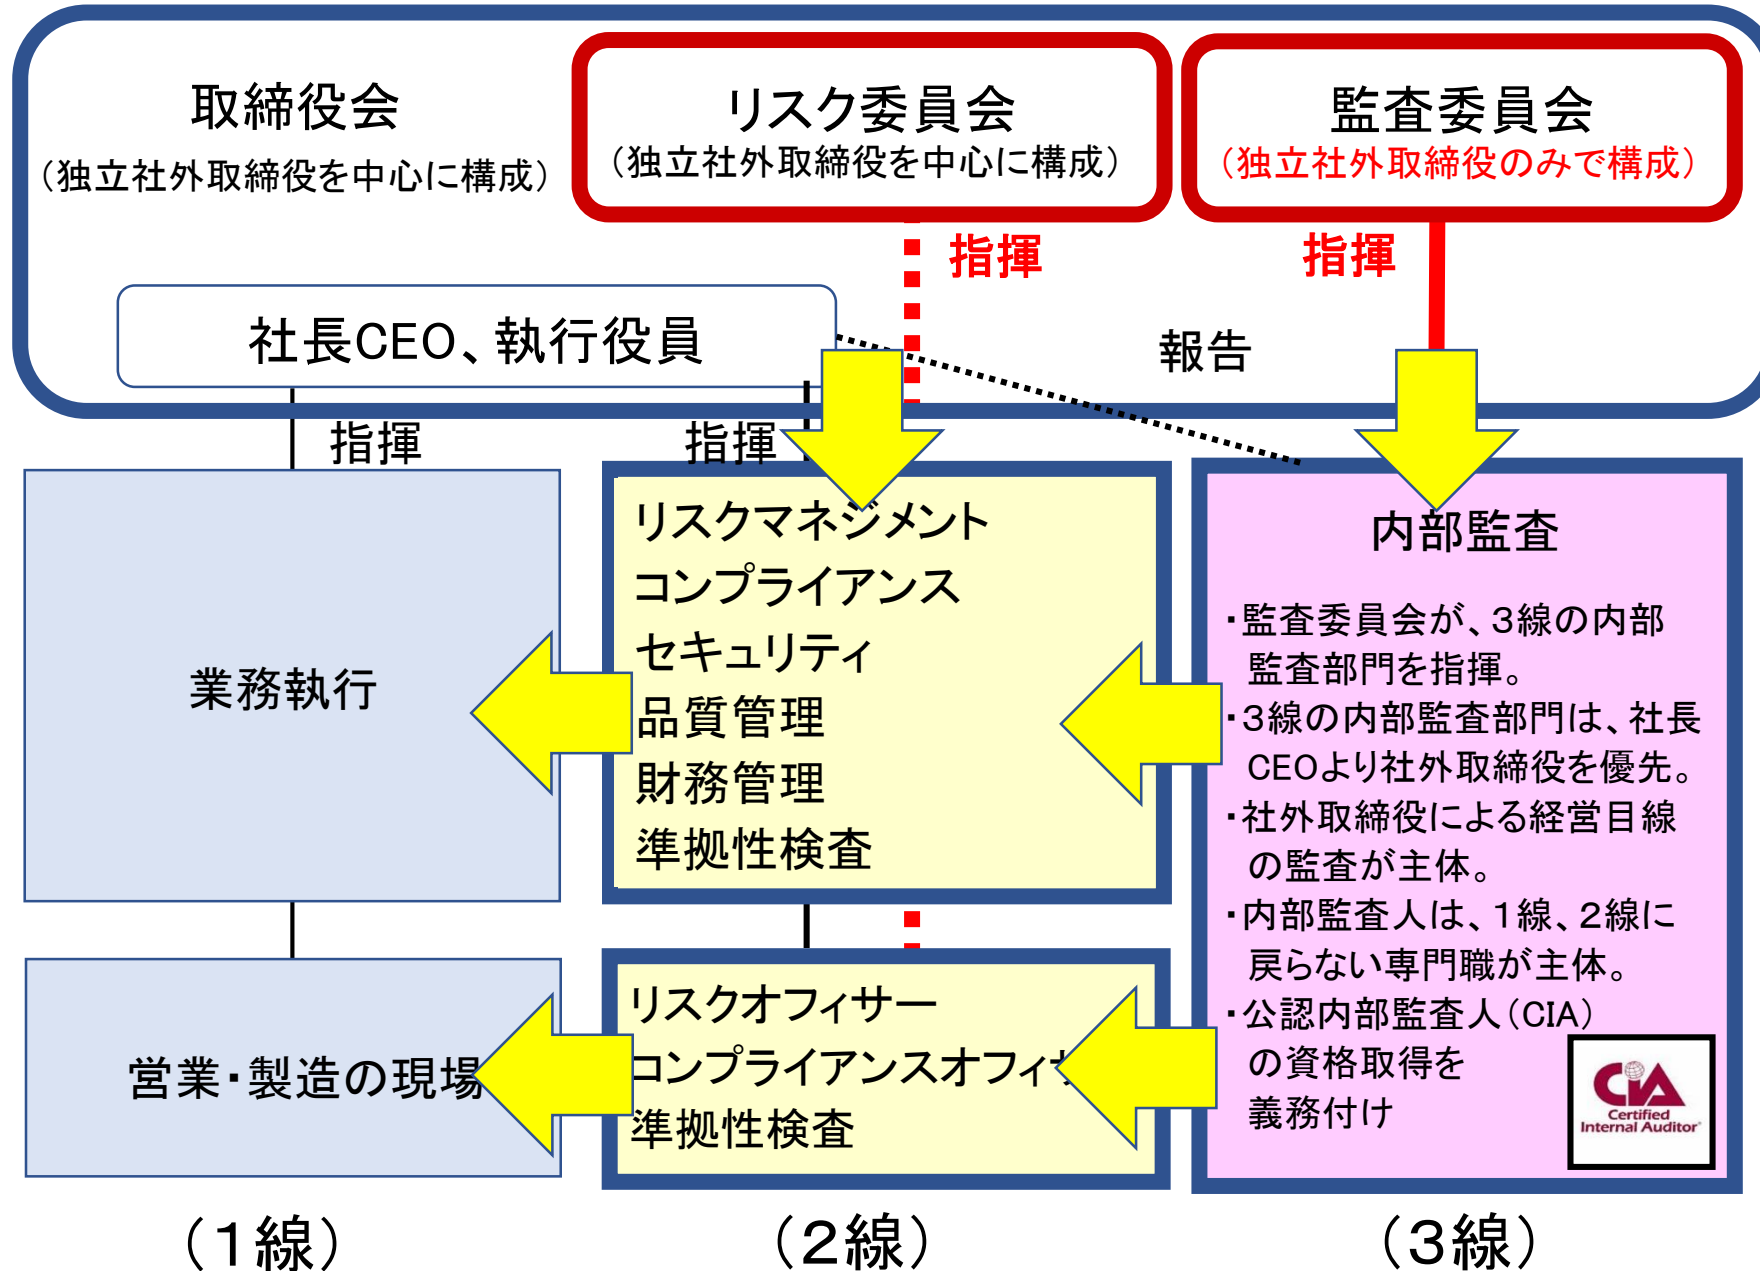 取締役会
(独立社外取締役を中心に構成)
リスク委員会
(独立社外取締役を中心に構成)
監査委員会
(独立社外取締役のみで構成)
指揮
指揮
社長CEO、執行役員
報告
指揮
指揮
業務執行
リスクマネジメント
コンプライアンス
セキュリティ
品質管理
財務管理
準拠性検査
内部監査
・監査委員会が、3線の内部
監査部門を指揮。
・3線の内部監査部門は、社長
CEOより社外取締役を優先。
・社外取締役による経営目線
の監査が主体。
・内部監査人は、1線、2線に
戻らない専門職が主体。
・公認内部監査人(CIA)
の資格取得を
義務付け
CIA
Certified
Internal Auditor®
営業・製造の現場
リスクオフィサー
コンプライアンスオフィサ
準拠性検査
(1線)
(2線)
(3線)